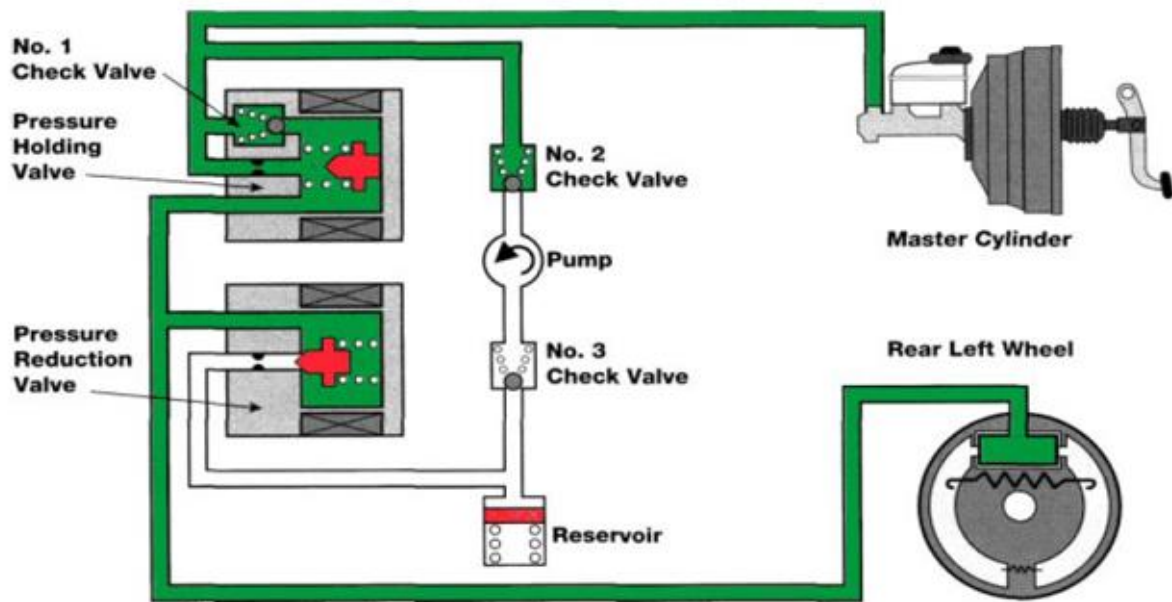 No. 1
Check Valve
Pressure
Holding
Valve
No. 2
Check Valve
Pump
Master Cylinder
Pressure
Reduction
Valve
No. 3
Check Valve
Rear Left Wheel
Reservoir